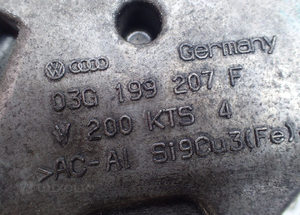 Germany
03G 199 207 F
W 200 KTS 4
>AC-Al Si9Cu3(Fe)